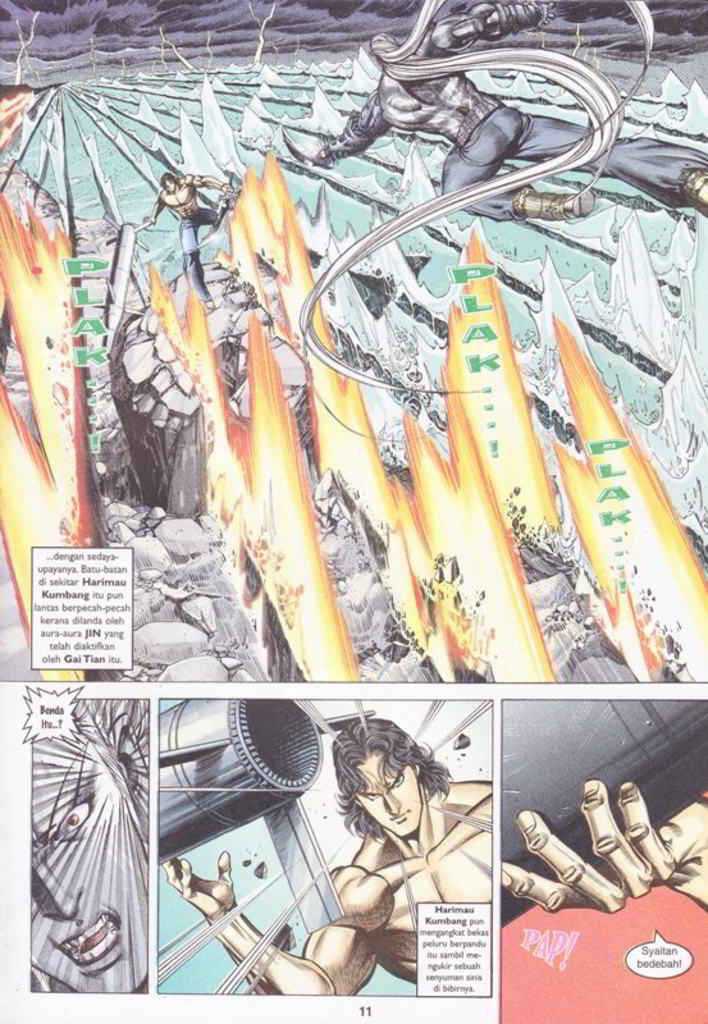 PLAK...!
PLAK...!
PLAK...!
...dengan sedaya-
upayanya. Batu-batan
di sekitar Harimau
Kumbang itu pun
lantas berpecah-pecah
kerana dilanda oleh
aura-aura JIN yang
telah diaktifkan
oleh Gai Tian itu.
Benda
itu..?
Harimau
Kumbang pun
mengangkat bekas
peluru berpandu
itu sambil me-
ngukir sebuah
senyuman sinis
di bibirnya.
PAP!
Syaitan
bedebah!
11